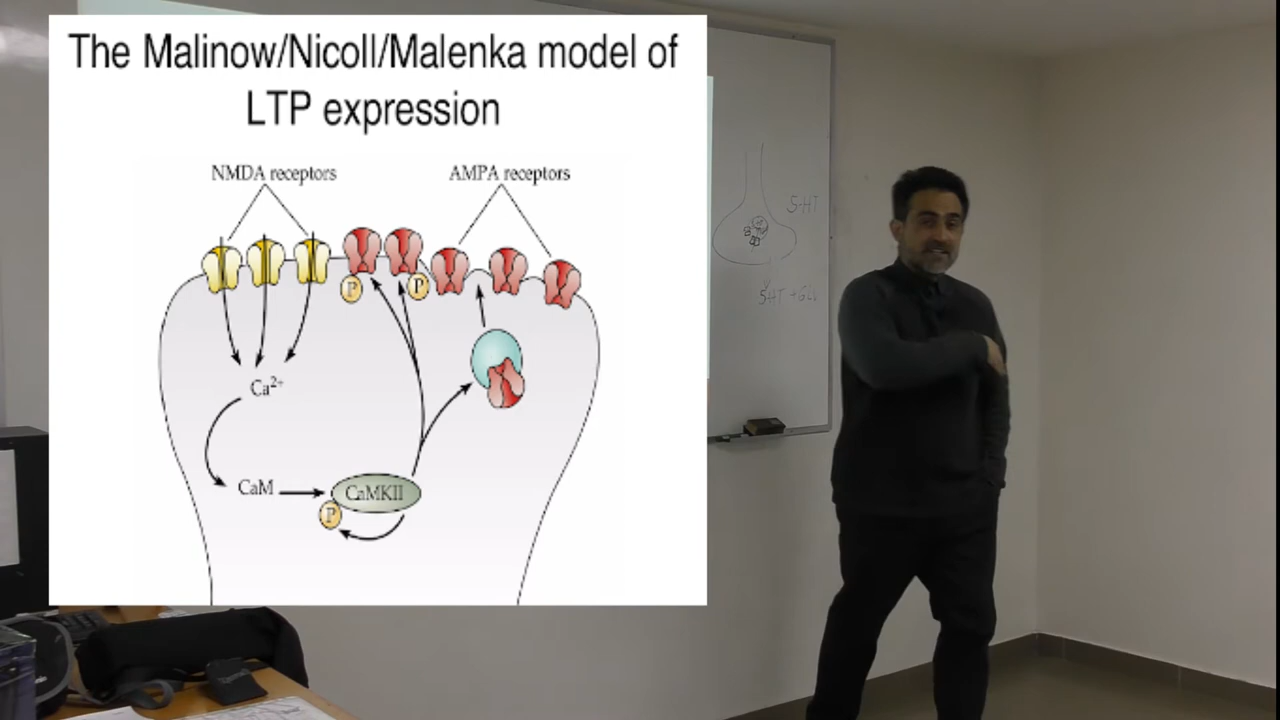 The Malinow/Nicoll/Malenka model of
LTP expression
NMDA receptors
AMPA receptors
P
P
Ca²⁺
CaM
CaMKII
P
5-HT